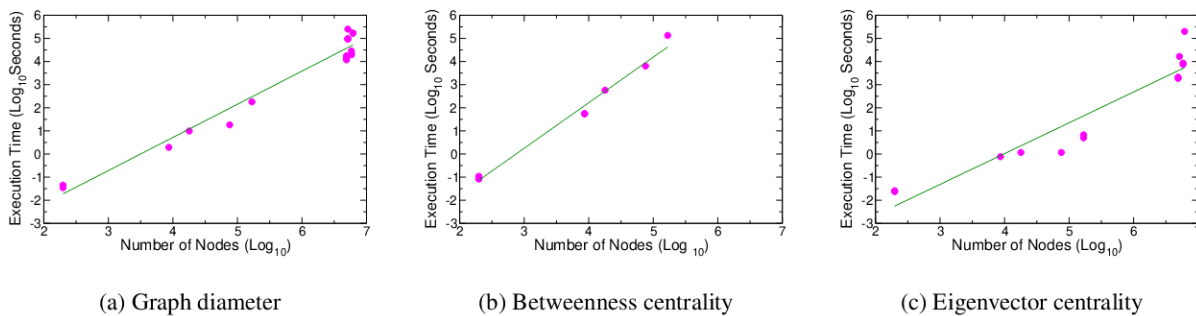 Execution Time (Log10Seconds)
6
5
4
3
2
1
0
-1
-2
-3
2 3 4 5 6 7
Number of Nodes (Log10)
(a) Graph diameter
Execution Time (Log10 Seconds)
6
5
4
3
2
1
0
-1
-2
-3
2 3 4 5 6 7
Number of Nodes (Log 10)
(b) Betweenness centrality
Execution Time (Log10 Seconds)
6
5
4
3
2
1
0
-1
-2
-3
2 3 4 5 6 7
Number of Nodes (Log10)
(c) Eigenvector centrality